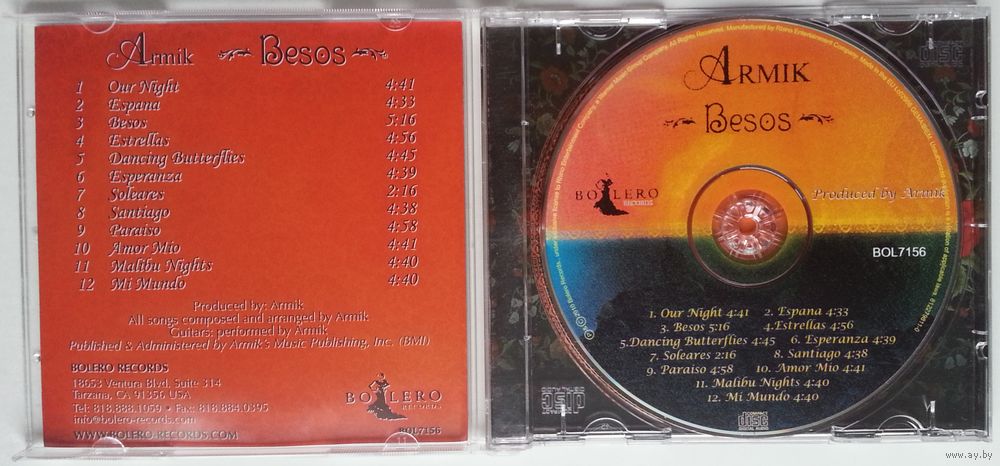 Armik Besos
1 Our Night 4:41
2 Espana 4:33
3 Besos 5:16
4 Estrellas 4:56
5 Dancing Butterflies 4:45
6 Esperanza 4:39
7 Soleares 2:16
8 Santiago 4:38
9 Paraiso 4:58
10 Amor Mio 4:41
11 Malibu Nights 4:40
12 Mi Mundo 4:40
Produced by: Armik
All songs composed and arranged by Armik
Guitars: performed by Armik
Published & Administered by Armik's Music Publishing, Inc. (BMI)
BOLERO RECORDS
18653 Ventura Blvd. Suite 314
Tarzana, CA 91356 USA
Tel: 818.888.1059 • Fax: 818.884.0395
info@bolero-records.com
WWW.BOLERO-RECORDS.COM
BOLERO
RECORDS
BOL7156
ARMIK
Besos
BOLERO
RECORDS
Produced by Armik
BOL7156
1. Our Night 4:41 2. Espana 4:33
3. Besos 5:16 4.Estrellas 4:56
5.Dancing Butterflies 4:45 6. Esperanza 4:39
7. Soleares 2:16 8. Santiago 4:38
9. Paraiso 4:58 10. Amor Mio 4:41
11. Malibu Nights 4:40
12. Mi Mundo 4:40
COMPACT
disc
DIGITAL AUDIO
www.ay.by